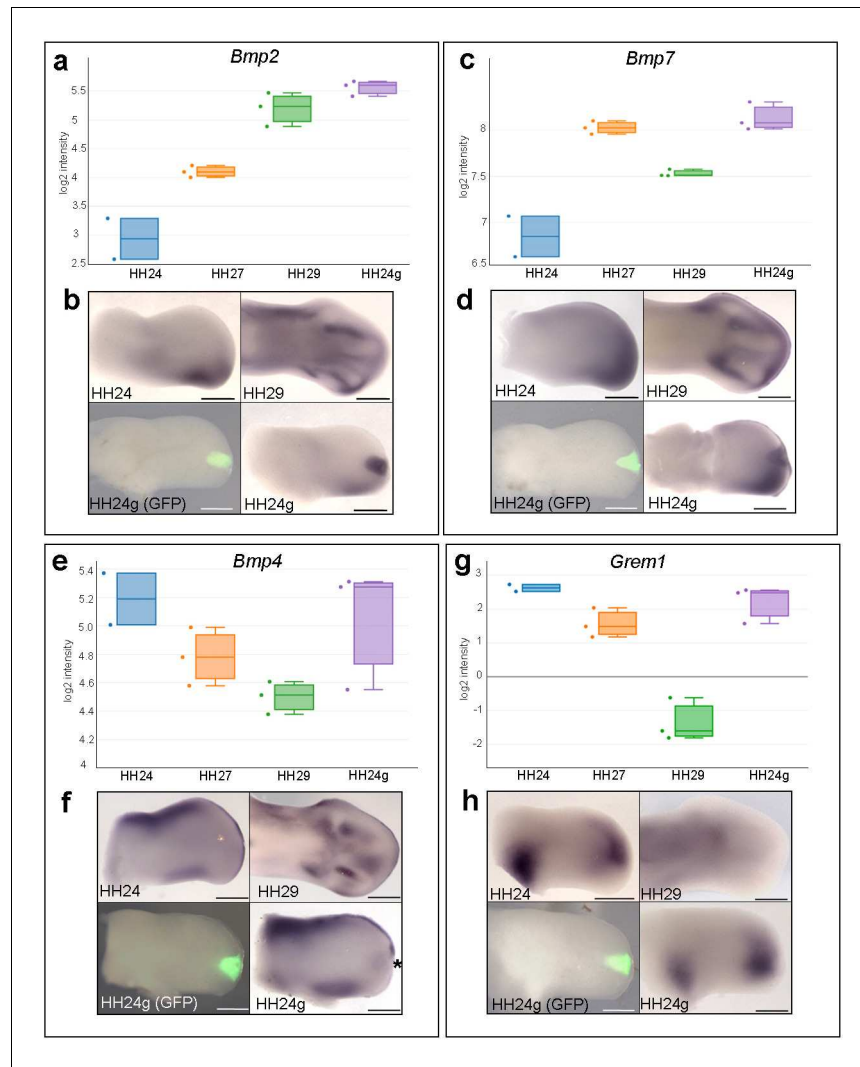 a
Bmp2
log2 intensity
5.5
5
4.5
4
3.5
3
2.5
HH24 HH27 HH29 HH24g
b
HH24 HH29
HH24g (GFP) HH24g
c
Bmp7
log2 intensity
8
7.5
7
6.5
HH24 HH27 HH29 HH24g
d
HH24 HH29
HH24g (GFP) HH24g
e
Bmp4
log2 intensity
5.4
5.2
5.0
4.8
4.6
4.4
4.2
4
HH24 HH27 HH29 HH24g
f
HH24 HH29
HH24g (GFP) HH24g
*
g
Grem1
log2 intensity
3
2
1
0
-1
-2
HH24 HH27 HH29 HH24g
h
HH24 HH29
HH24g (GFP) HH24g